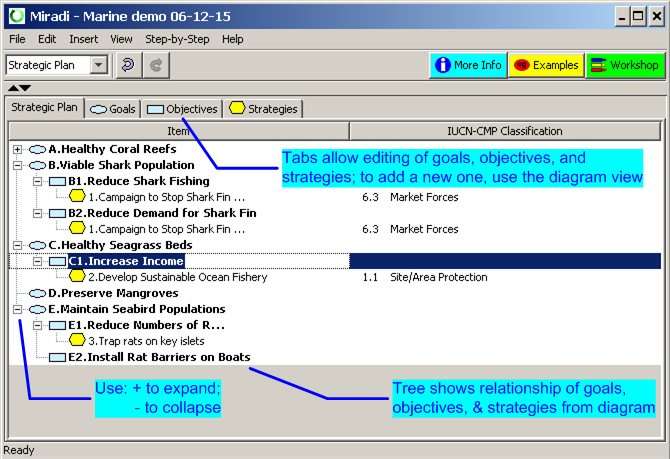 Miradi - Marine demo 06-12-15
File Edit Insert View Step-by-Step Help
Strategic Plan More Info Examples Workshop
Strategic Plan Goals Objectives Strategies
Item IUCN-CMP Classification
A.Healthy Coral Reefs
B.Viable Shark Population
Tabs allow editing of goals, objectives, and
strategies; to add a new one, use the diagram view
B1.Reduce Shark Fishing
1.Campaign to Stop Shark Fin ... 6.3 Market Forces
B2.Reduce Demand for Shark Fin
1.Campaign to Stop Shark Fin ... 6.3 Market Forces
C.Healthy Seagrass Beds
C1.Increase Income
2.Develop Sustainable Ocean Fishery 1.1 Site/Area Protection
D.Preserve Mangroves
E.Maintain Seabird Populations
E1.Reduce Numbers of R...
3.Trap rats on key islets
E2.Install Rat Barriers on Boats
Use: + to expand;
- to collapse
Tree shows relationship of goals,
objectives, & strategies from diagram
Ready